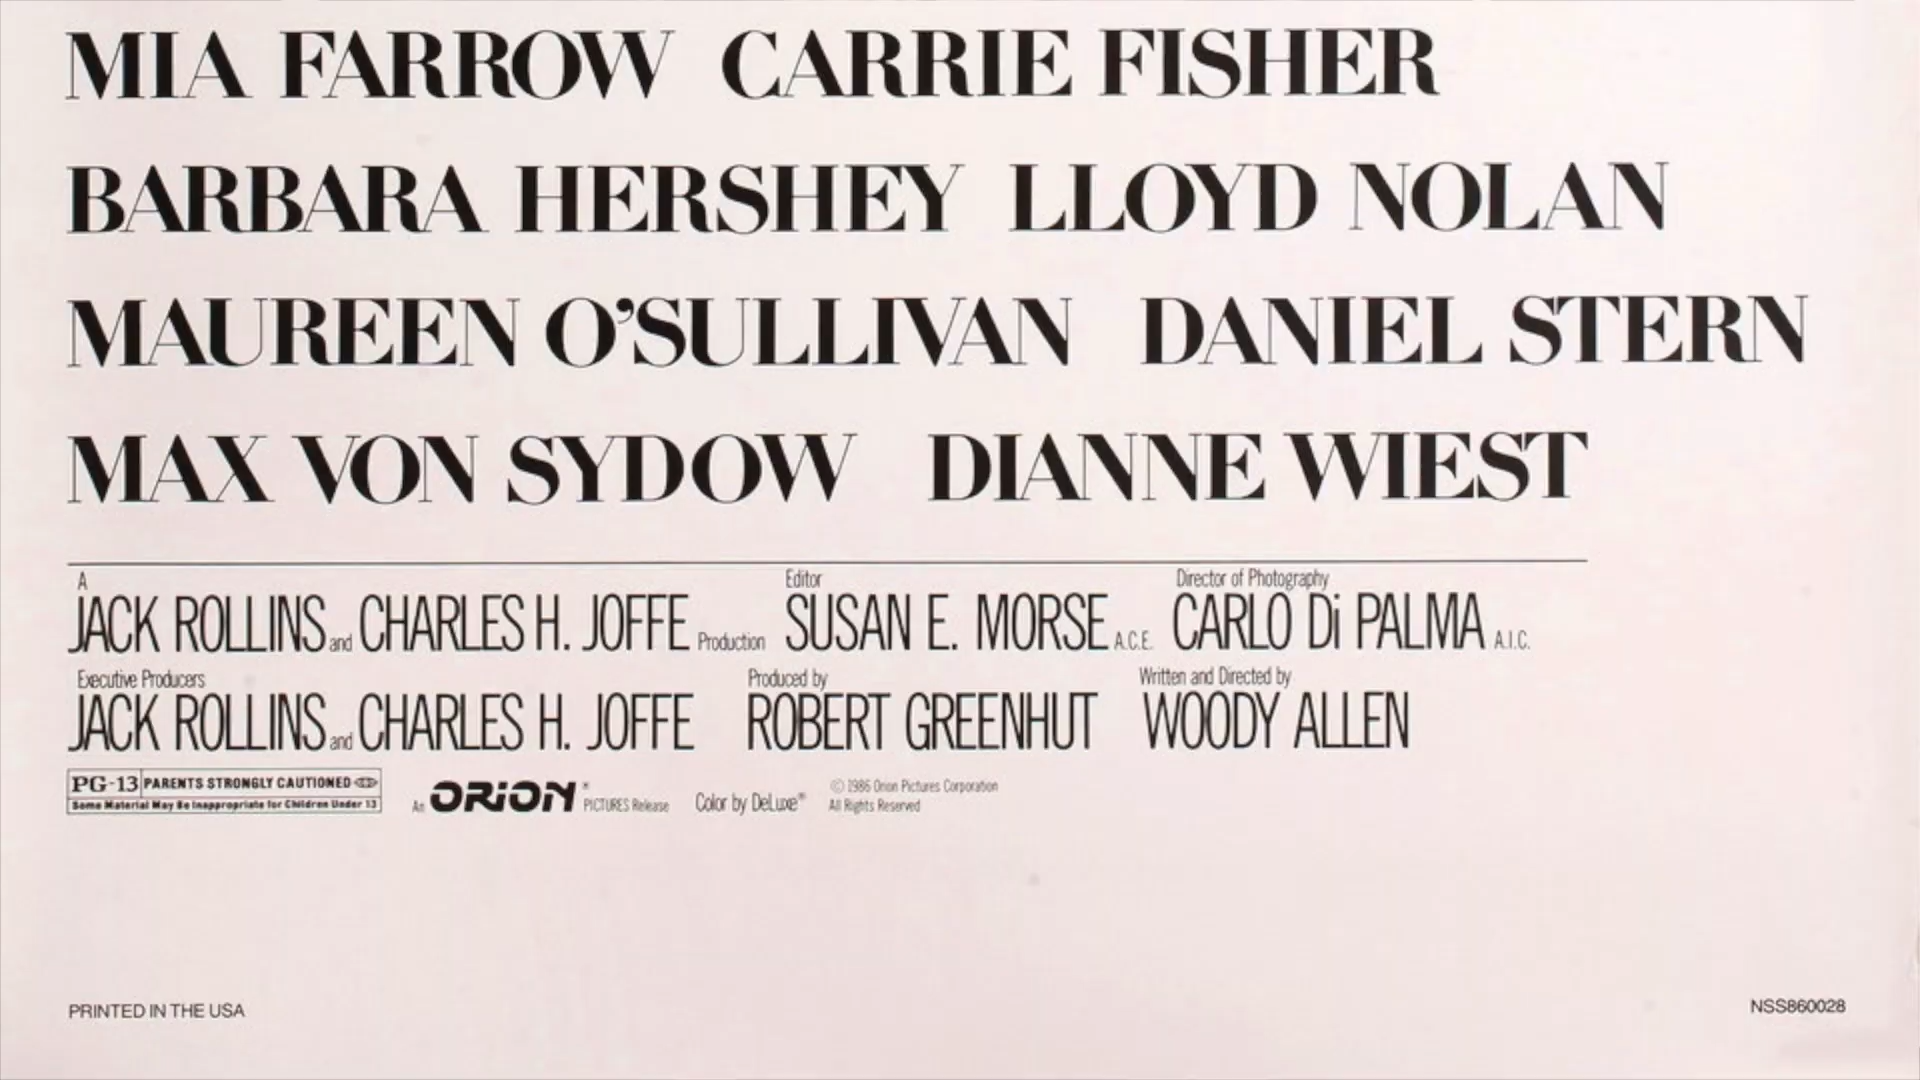 MIA FARROW CARRIE FISHER
BARBARA HERSHEY LLOYD NOLAN
MAUREEN O'SULLIVAN DANIEL STERN
MAX VON SYDOW DIANNE WIEST
A Editor Director of Photography
JACK ROLLINS and CHARLES H. JOFFE Production SUSAN E. MORSE A.C.E. CARLO Di PALMA A.I.C.
Executive Producers Produced by Written and Directed by
JACK ROLLINS and CHARLES H. JOFFE ROBERT GREENHUT WOODY ALLEN
PG-13 PARENTS STRONGLY CAUTIONED
Some Material May Be Inappropriate for Children Under 13
An ORION® PICTURES Release Color by DeLuxe®
© 1986 Orion Pictures Corporation
All Rights Reserved
PRINTED IN THE USA NSS860028